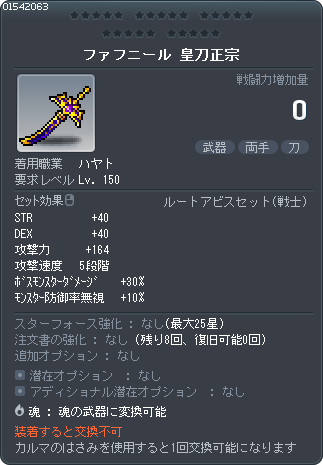 01542063
★★★★★ ★★★★★ ★★★★★
★★★★★ ★★★★★
ファフニール 皇刀正宗
戦闘力増加量
0
武器 両手 刀
着用職業 ハヤト
要求レベル Lv. 150
セット効果 ルートアビスセット(戦士)
STR +40
DEX +40
攻撃力 +164
攻撃速度 5段階
ボスモンスターダメージ +30%
モンスター防御率無視 +10%
スターフォース強化 : なし(最大25星)
注文書の強化 : なし (残り8回、復旧可能0回)
追加オプション : なし
潜在オプション : なし
アディショナル潜在オプション : なし
魂 : 魂の武器に変換可能
装着すると交換不可
カルマのはさみを使用すると1回交換可能になります